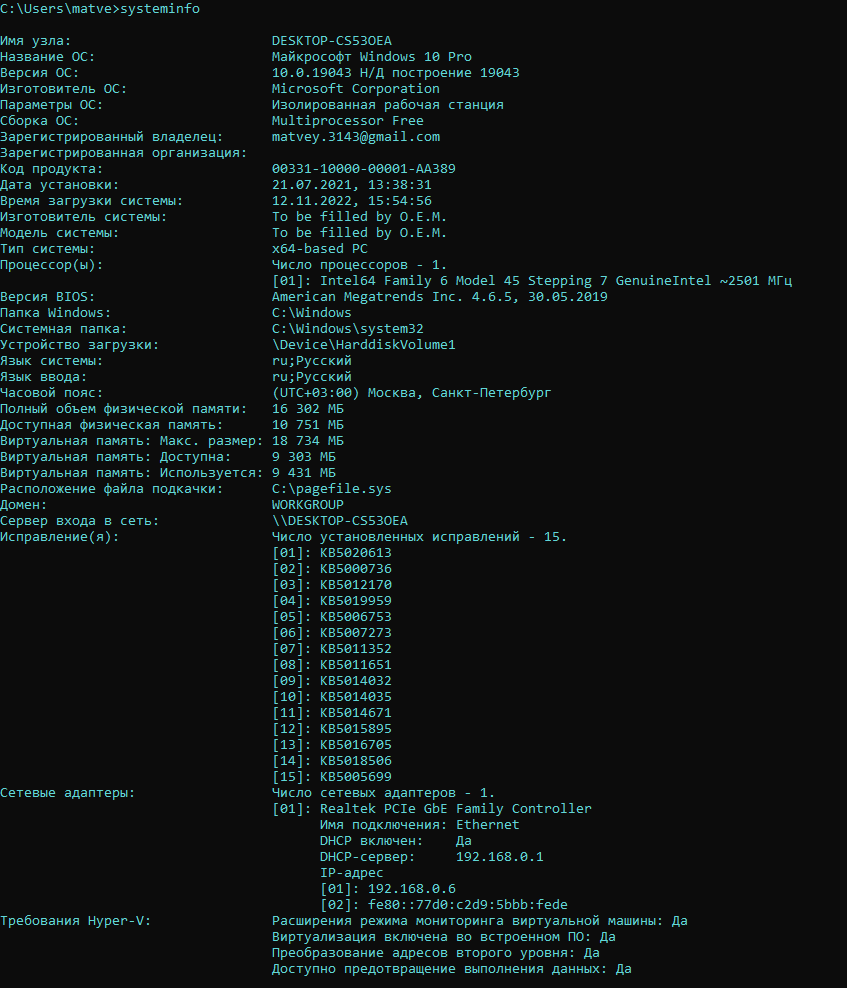 C:\Users\matve>systeminfo
Имя узла: DESKTOP-CS53OEA
Название ОС: Майкрософт Windows 10 Pro
Версия ОС: 10.0.19043 Н/Д построение 19043
Изготовитель ОС: Microsoft Corporation
Параметры ОС: Изолированная рабочая станция
Сборка ОС: Multiprocessor Free
Зарегистрированный владелец: matvey.3143@gmail.com
Зарегистрированная организация:
Код продукта: 00331-10000-00001-AA389
Дата установки: 21.07.2021, 13:38:31
Время загрузки системы: 12.11.2022, 15:54:56
Изготовитель системы: To be filled by O.E.M.
Модель системы: To be filled by O.E.M.
Тип системы: x64-based PC
Процессор(ы): Число процессоров - 1.
[01]: Intel64 Family 6 Model 45 Stepping 7 GenuineIntel ~2501 МГц
Версия BIOS: American Megatrends Inc. 4.6.5, 30.05.2019
Папка Windows: C:\Windows
Системная папка: C:\Windows\system32
Устройство загрузки: \Device\HarddiskVolume1
Язык системы: ru;Русский
Язык ввода: ru;Русский
Часовой пояс: (UTC+03:00) Москва, Санкт-Петербург
Полный объем физической памяти: 16 302 МБ
Доступная физическая память: 10 751 МБ
Виртуальная память: Макс. размер: 18 734 МБ
Виртуальная память: Доступна: 9 303 МБ
Виртуальная память: Используется: 9 431 МБ
Расположение файла подкачки: C:\pagefile.sys
Домен: WORKGROUP
Сервер входа в сеть: \\DESKTOP-CS53OEA
Исправление(я): Число установленных исправлений - 15.
[01]: KB5020613
[02]: KB5000736
[03]: KB5012170
[04]: KB5019959
[05]: KB5006753
[06]: KB5007273
[07]: KB5011352
[08]: KB5011651
[09]: KB5014032
[10]: KB5014035
[11]: KB5014671
[12]: KB5015895
[13]: KB5016705
[14]: KB5018506
[15]: KB5005699
Сетевые адаптеры: Число сетевых адаптеров - 1.
[01]: Realtek PCIe GbE Family Controller
Имя подключения: Ethernet
DHCP включен: Да
DHCP-сервер: 192.168.0.1
IP-адрес
[01]: 192.168.0.6
[02]: fe80::77d0:c2d9:5bbb:fede
Требования Hyper-V: Расширения режима мониторинга виртуальной машины: Да
Виртуализация включена во встроенном ПО: Да
Преобразование адресов второго уровня: Да
Доступно предотвращение выполнения данных: Да